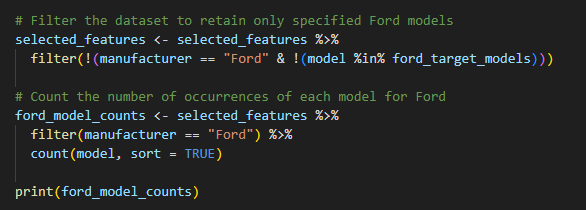 # Filter the dataset to retain only specified Ford models
selected_features <- selected_features %>%
  filter(!(manufacturer == "Ford" & !(model %in% ford_target_models)))

# Count the number of occurrences of each model for Ford
ford_model_counts <- selected_features %>%
  filter(manufacturer == "Ford") %>%
  count(model, sort = TRUE)

print(ford_model_counts)